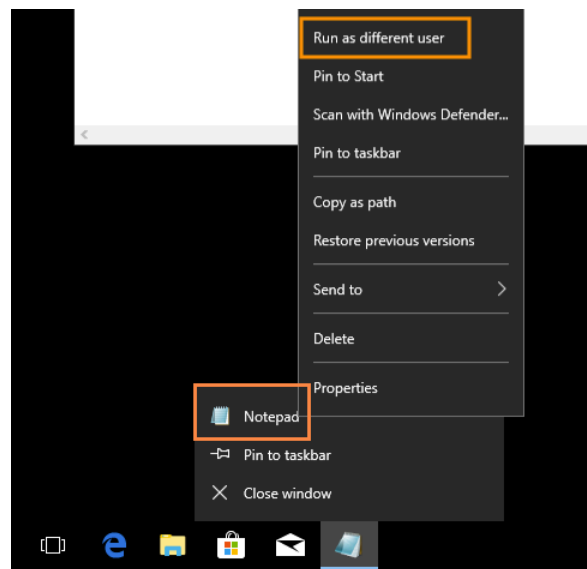 Run as different user
Pin to Start
Scan with Windows Defender...
Pin to taskbar
Copy as path
Restore previous versions
Send to
Delete
Properties
Notepad
Pin to taskbar
Close window